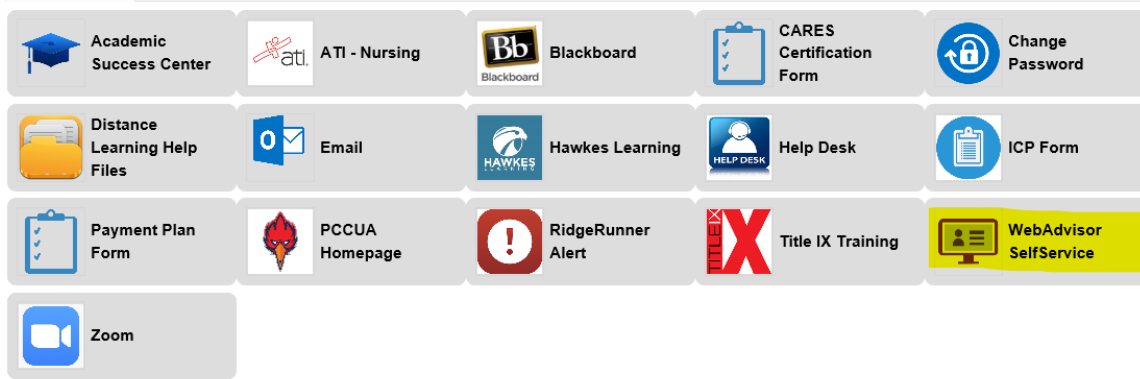 Academic
Success Center
ati.
ATI - Nursing
Bb
Blackboard
Blackboard
CARES
Certification
Form
Change
Password
Distance
Learning Help
Files
Email
HAWKES
LEARNING
Hawkes Learning
HELP DESK
Help Desk
ICP Form
Payment Plan
Form
PCCUA
Homepage
RidgeRunner
Alert
TITLE IX
Title IX Training
WebAdvisor
SelfService
Zoom